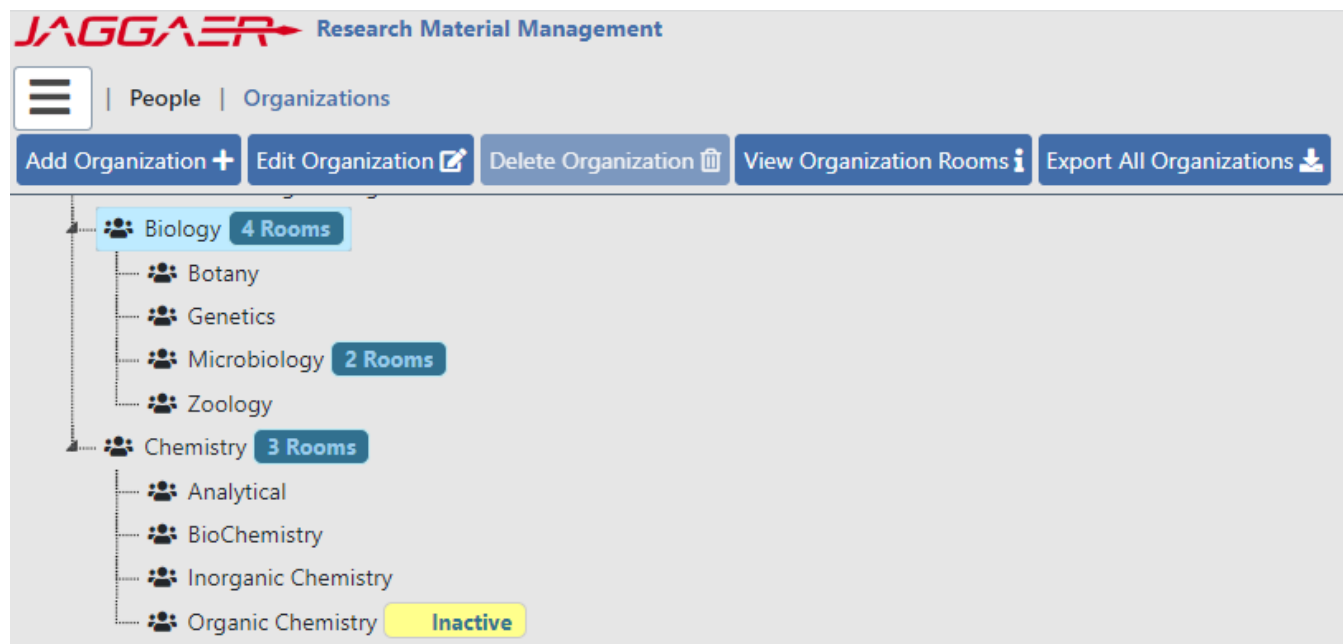 JAGGAER Research Material Management
| People | Organizations
Add Organization Edit Organization Delete Organization View Organization Rooms Export All Organizations
Biology 4 Rooms
Botany
Genetics
Microbiology 2 Rooms
Zoology
Chemistry 3 Rooms
Analytical
BioChemistry
Inorganic Chemistry
Organic Chemistry Inactive